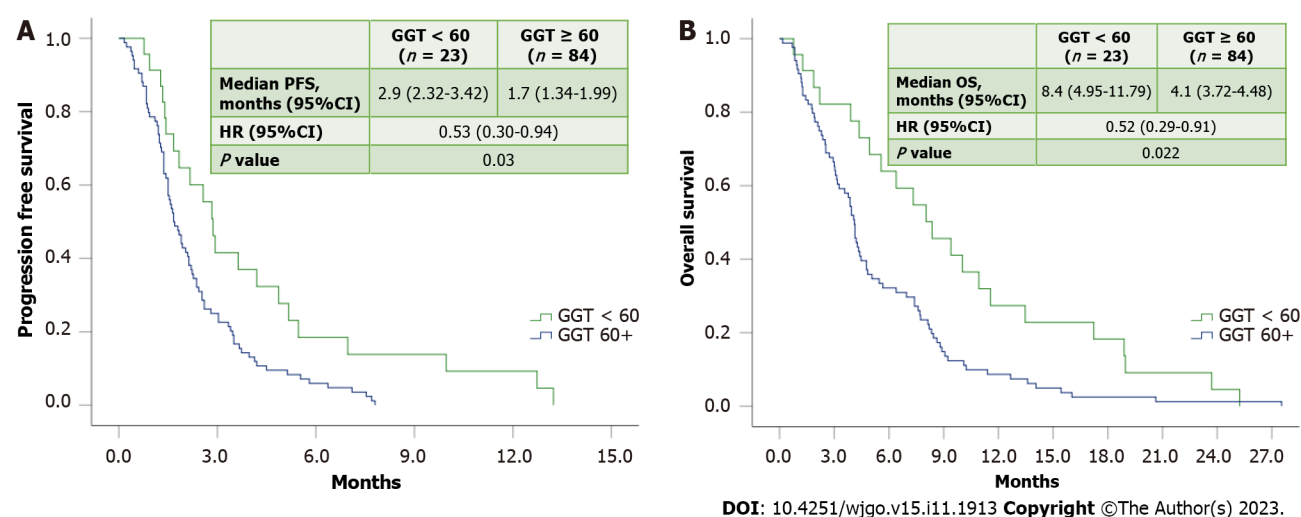 A
Progression free survival
1.0
0.8
0.6
0.4
0.2
0.0
GGT < 60 GGT ≥ 60
(n = 23) (n = 84)
Median PFS,
months (95%CI) 2.9 (2.32-3.42) 1.7 (1.34-1.99)
HR (95%CI) 0.53 (0.30-0.94)
P value 0.03
GGT < 60
GGT 60+
0.0 3.0 6.0 9.0 12.0 15.0
Months
B
Overall survival
1.0
0.8
0.6
0.4
0.2
0.0
GGT < 60 GGT ≥ 60
(n = 23) (n = 84)
Median OS,
months (95%CI) 8.4 (4.95-11.79) 4.1 (3.72-4.48)
HR (95%CI) 0.52 (0.29-0.91)
P value 0.022
GGT < 60
GGT 60+
0.0 3.0 6.0 9.0 12.0 15.0 18.0 21.0 24.0 27.0
Months
DOI: 10.4251/wjgo.v15.i11.1913 Copyright ©The Author(s) 2023.